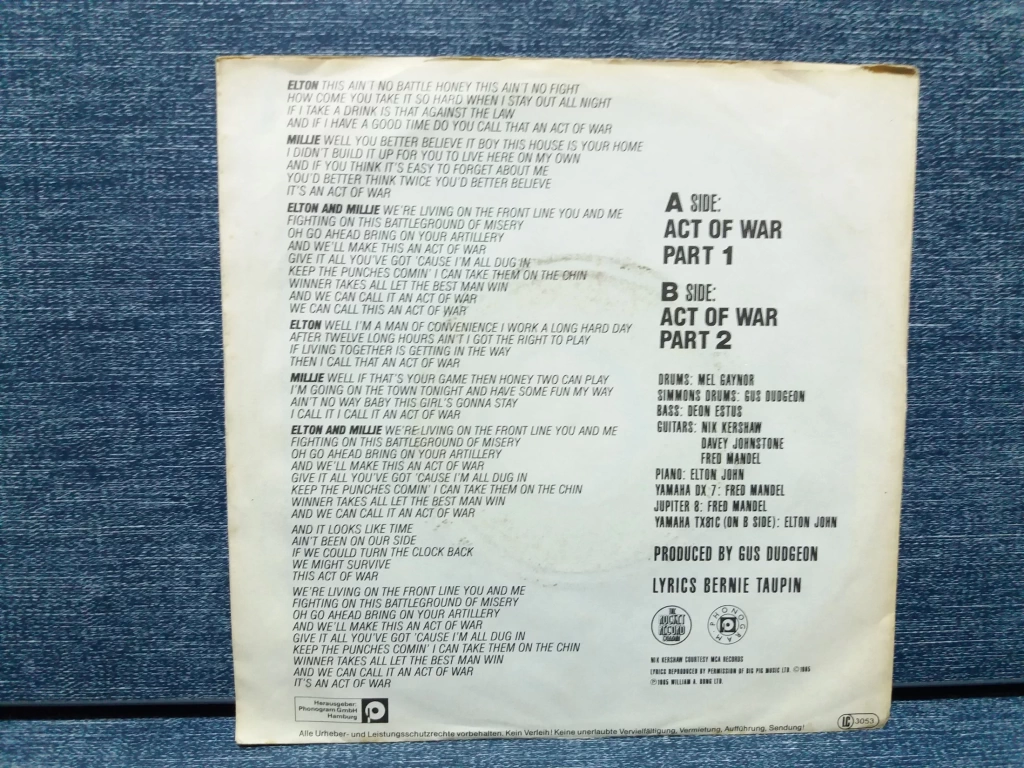 ELTON THIS AIN'T NO BATTLE HONEY THIS AIN'T NO FIGHT
HOW COME YOU TAKE IT SO HARD WHEN I STAY OUT ALL NIGHT
IF I TAKE A DRINK IS THAT AGAINST THE LAW
AND IF I HAVE A GOOD TIME DO YOU CALL THAT AN ACT OF WAR
MILLIE WELL YOU BETTER BELIEVE IT BOY THIS HOUSE IS YOUR HOME
I DIDN'T BUILD IT UP FOR YOU TO LIVE HERE ON MY OWN
AND IF YOU THINK IT'S EASY TO FORGET ABOUT ME
YOU'D BETTER THINK TWICE YOU'D BETTER BELIEVE
IT'S AN ACT OF WAR
ELTON AND MILLIE WE'RE LIVING ON THE FRONT LINE YOU AND ME
FIGHTING ON THIS BATTLEGROUND OF MISERY
OH GO AHEAD BRING ON YOUR ARTILLERY
AND WE'LL MAKE THIS AN ACT OF WAR
GIVE IT ALL YOU'VE GOT 'CAUSE I'M ALL DUG IN
KEEP THE PUNCHES COMIN' I CAN TAKE THEM ON THE CHIN
WINNER TAKES ALL LET THE BEST MAN WIN
AND WE CAN CALL IT AN ACT OF WAR
WE CAN CALL THIS AN ACT OF WAR
ELTON WELL I'M A MAN OF CONVENIENCE I WORK A LONG HARD DAY
AFTER TWELVE LONG HOURS AIN'T I GOT THE RIGHT TO PLAY
IF LIVING TOGETHER IS GETTING IN THE WAY
THEN I CALL THAT AN ACT OF WAR
MILLIE WELL IF THAT'S YOUR GAME THEN HONEY TWO CAN PLAY
I'M GOING ON THE TOWN TONIGHT AND HAVE SOME FUN MY WAY
AIN'T NO WAY BABY THIS GIRL'S GONNA STAY
I CALL IT I CALL IT AN ACT OF WAR
ELTON AND MILLIE WE'RE LIVING ON THE FRONT LINE YOU AND ME
FIGHTING ON THIS BATTLEGROUND OF MISERY
OH GO AHEAD BRING ON YOUR ARTILLERY
AND WE'LL MAKE THIS AN ACT OF WAR
GIVE IT ALL YOU'VE GOT 'CAUSE I'M ALL DUG IN
KEEP THE PUNCHES COMIN' I CAN TAKE THEM ON THE CHIN
WINNER TAKES ALL LET THE BEST MAN WIN
AND WE CAN CALL IT AN ACT OF WAR
AND IT LOOKS LIKE TIME
AIN'T BEEN ON OUR SIDE
IF WE COULD TURN THE CLOCK BACK
WE MIGHT SURVIVE
THIS ACT OF WAR
WE'RE LIVING ON THE FRONT LINE YOU AND ME
FIGHTING ON THIS BATTLEGROUND OF MISERY
OH GO AHEAD BRING ON YOUR ARTILLERY
AND WE'LL MAKE THIS AN ACT OF WAR
GIVE IT ALL YOU'VE GOT 'CAUSE I'M ALL DUG IN
KEEP THE PUNCHES COMIN' I CAN TAKE THEM ON THE CHIN
WINNER TAKES ALL LET THE BEST MAN WIN
AND WE CAN CALL IT AN ACT OF WAR
IT'S AN ACT OF WAR
A SIDE:
ACT OF WAR
PART 1
B SIDE:
ACT OF WAR
PART 2
DRUMS: MEL GAYNOR
SIMMONS DRUMS: GUS DUDGEON
BASS: DEON ESTUS
GUITARS: NIK KERSHAW
DAVEY JOHNSTONE
FRED MANDEL
PIANO: ELTON JOHN
YAMAHA DX 7: FRED MANDEL
JUPITER 8: FRED MANDEL
YAMAHA TX81C (ON B SIDE): ELTON JOHN
PRODUCED BY GUS DUDGEON
LYRICS BERNIE TAUPIN
THE
ROCKET
RECORD
COMPANY
PHONOGRAM
NIK KERSHAW COURTESY MCA RECORDS
LYRICS REPRODUCED BY PERMISSION OF BIG PIG MUSIC LTD. ©1985
℗1985 WILLIAM A. BONG LTD.
Herausgeber:
Phonogram GmbH
Hamburg
LC 3053
Alle Urheber- und Leistungsschutzrechte vorbehalten. Kein Verleih! Keine unerlaubte Vervielfältigung, Vermietung, Aufführung, Sendung!